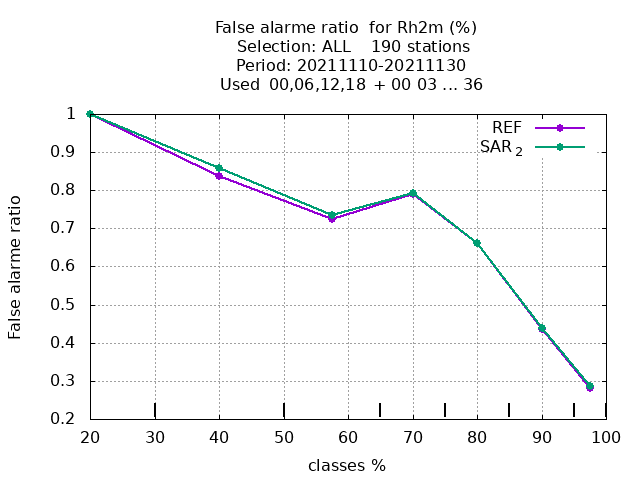 False alarme ratio for Rh2m (%)
Selection: ALL 190 stations
Period: 20211110-20211130
Used 00,06,12,18 + 00 03 ... 36
REF
SAR 2
1
0.9
0.8
0.7
0.6
0.5
0.4
0.3
0.2
False alarme ratio
20 30 40 50 60 70 80 90 100
classes %